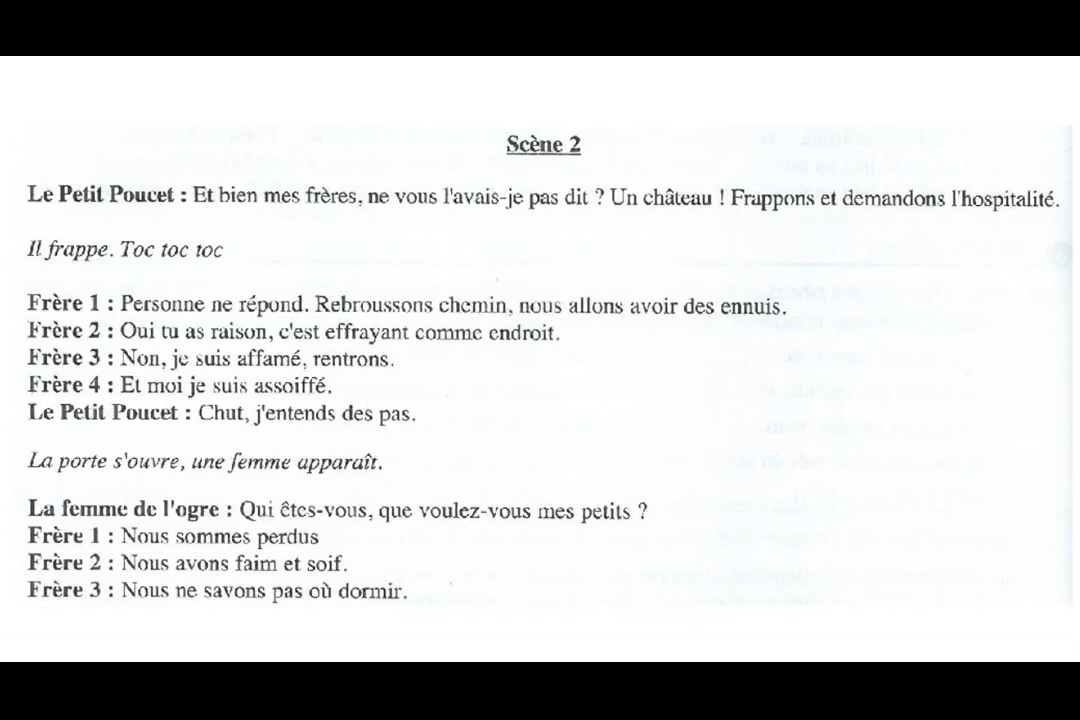 Scène 2
Le Petit Poucet : Et bien mes frères, ne vous l'avais-je pas dit ? Un château ! Frappons et demandons l'hospitalité.
Il frappe. Toc toc toc
Frère 1 : Personne ne répond. Rebroussons chemin, nous allons avoir des ennuis.
Frère 2 : Oui tu as raison, c'est effrayant comme endroit.
Frère 3 : Non, je suis affamé, rentrons.
Frère 4 : Et moi je suis assoiffé.
Le Petit Poucet : Chut, j'entends des pas.
La porte s'ouvre, une femme apparaît.
La femme de l'ogre : Qui êtes-vous, que voulez-vous mes petits ?
Frère 1 : Nous sommes perdus
Frère 2 : Nous avons faim et soif.
Frère 3 : Nous ne savons pas où dormir.